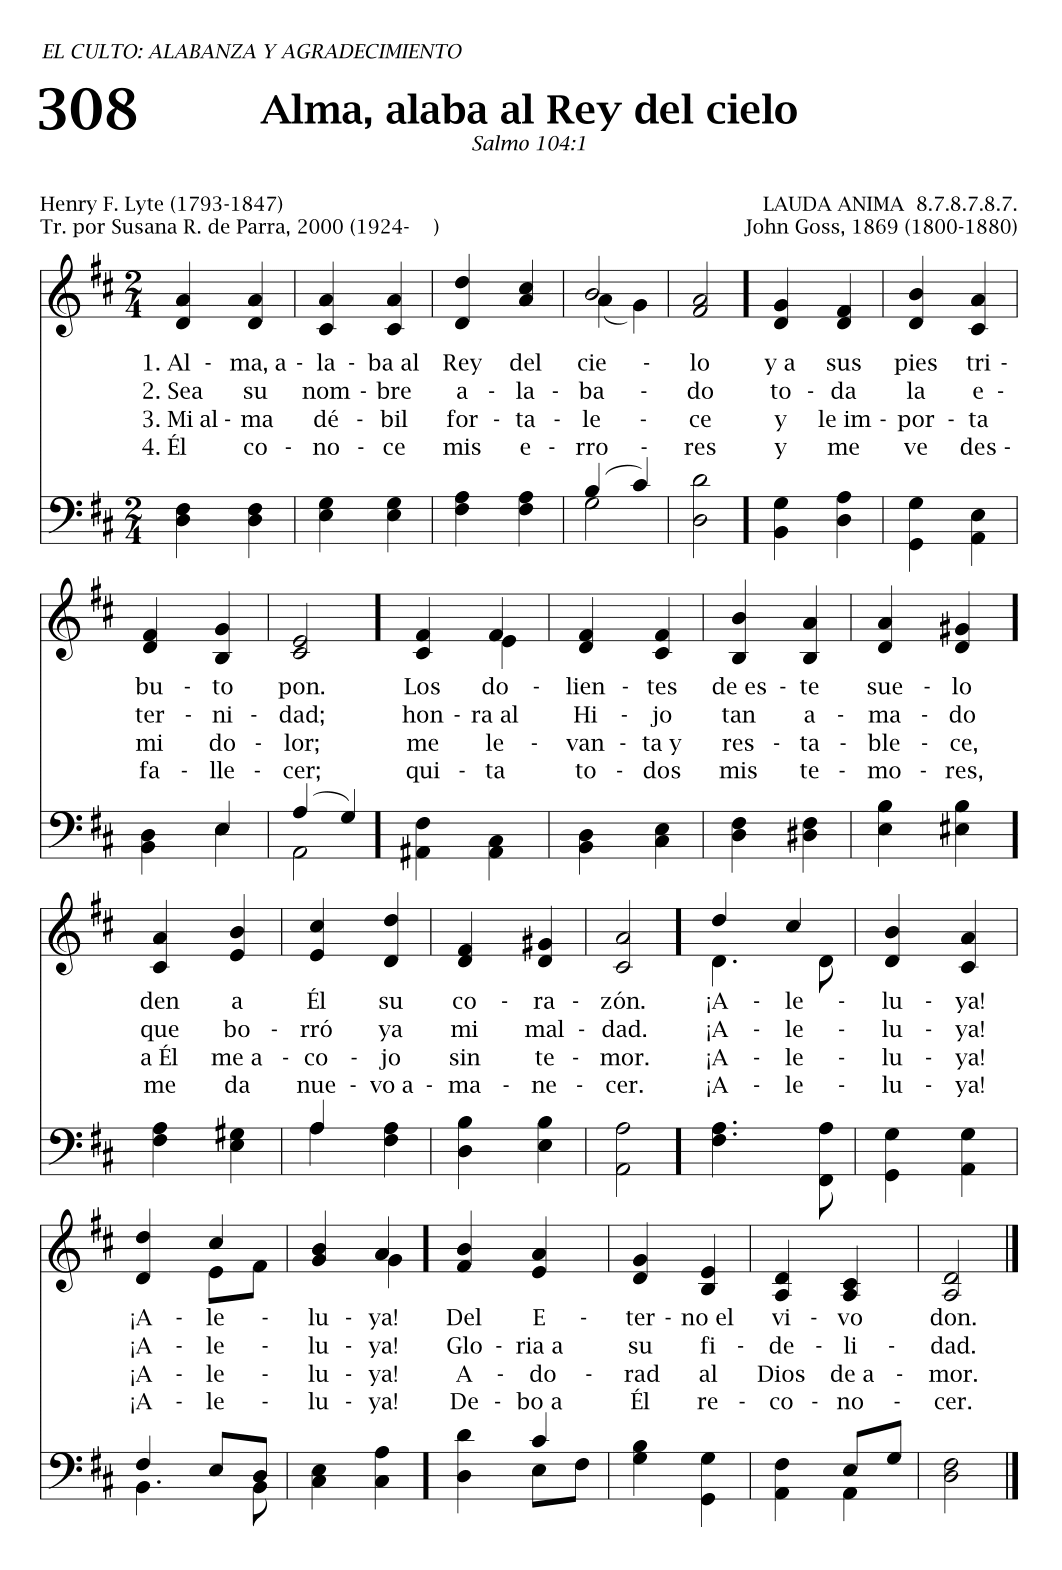 EL CULTO: ALABANZA Y AGRADECIMIENTO
308 Alma, alaba al Rey del cielo
Salmo 104:1
Henry F. Lyte (1793-1847) LAUDA ANIMA 8.7.8.7.8.7.
Tr. por Susana R. de Parra, 2000 (1924- ) John Goss, 1869 (1800-1880)
2 4
1. Al - ma, a - la - ba al Rey del cie - lo y a sus pies tri -
2. Sea su nom - bre a - la - ba - do to - da la e -
3. Mi al - ma dé - bil for - ta - le - ce y le im - por - ta
4. Él co - no - ce mis e - rro - res y me ve des -
2 4
bu - to pon. Los do - lien - tes de es - te sue - lo
ter - ni - dad; hon - ra al Hi - jo tan a - ma - do
mi do - lor; me le - van - ta y res - ta - ble - ce,
fa - lle - cer; qui - ta to - dos mis te - mo - res,
den a Él su co - ra - zón. ¡A - le - lu - ya!
que bo - rró ya mi mal - dad. ¡A - le - lu - ya!
a Él me a - co - jo sin te - mor. ¡A - le - lu - ya!
me da nue - vo a - ma - ne - cer. ¡A - le - lu - ya!
¡A - le - lu - ya! Del E - ter - no el vi - vo don.
¡A - le - lu - ya! Glo - ria a su fi - de - li - dad.
¡A - le - lu - ya! A - do - rad al Dios de a - mor.
¡A - le - lu - ya! De - bo a Él re - co - no - cer.